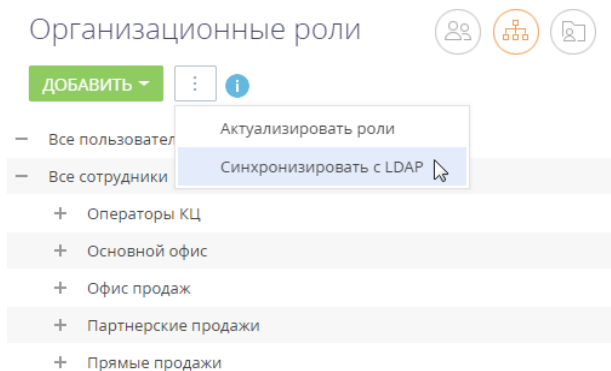 Организационные роли
ДОБАВИТЬ
i
Актуализировать роли
Все пользовател
Синхронизировать с LDAP
Все сотрудники
Операторы КЦ
Основной офис
Офис продаж
Партнерские продажи
Прямые продажи